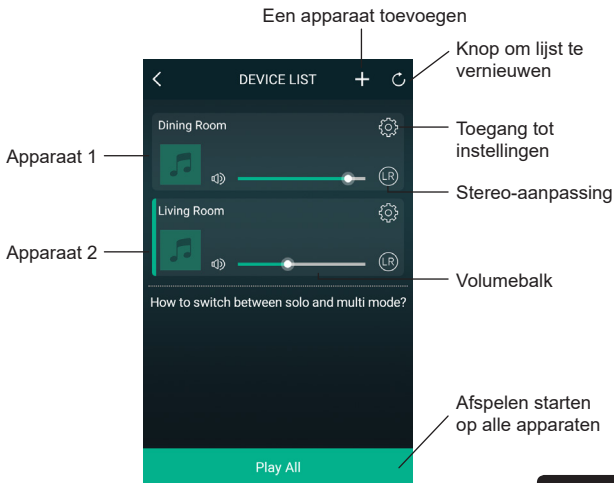 Een apparaat toevoegen
Knop om lijst te
vernieuwen
DEVICE LIST
Dining Room
Toegang tot
instellingen
Apparaat 1
LR
Stereo-aanpassing
Living Room
Apparaat 2
LR
Volumebalk
How to switch between solo and multi mode?
Afspelen starten
op alle apparaten
Play All